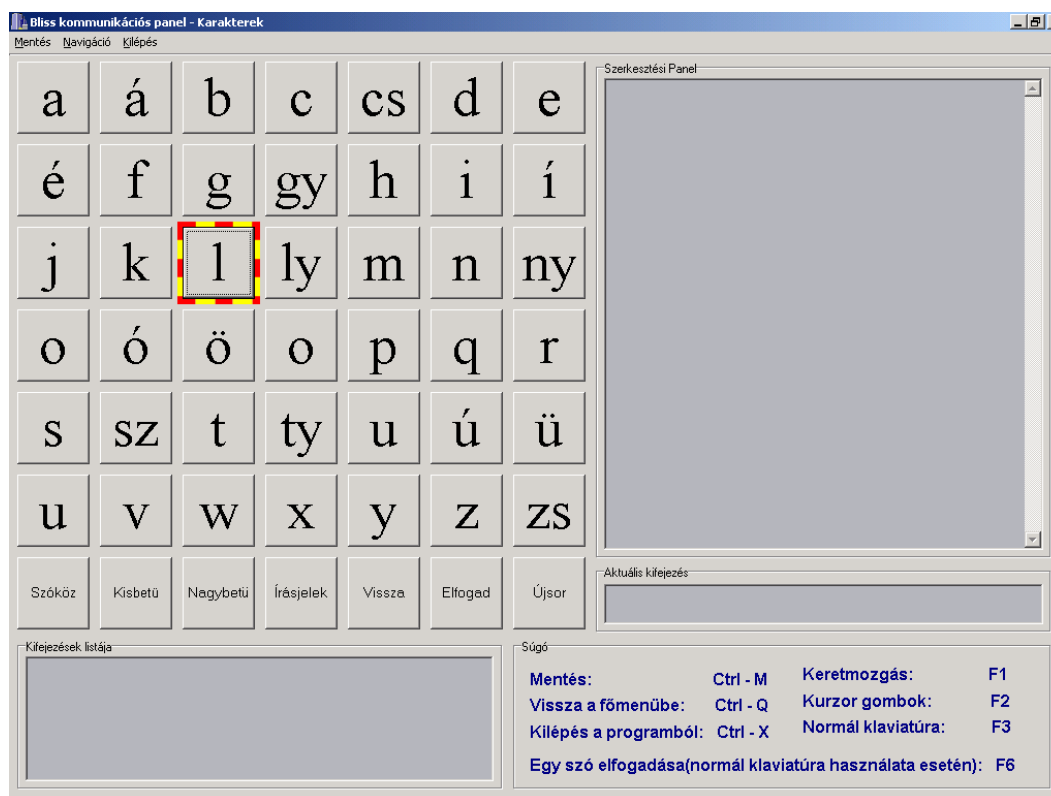 Bliss kommunikációs panel - Karakterek
Mentés Navigáció Kilépés
a á b c cs d e
é f g gy h i í
j k l ly m n ny
o ó ö o p q r
s sz t ty u ú ü
u v w x y z zs
Szóköz Kisbetü Nagybetü Írásjelek Vissza Elfogad Újsor
Szerkesztési Panel
Aktuális kifejezés
Kifejezések listája
Súgó
Mentés: Ctrl - M Keretmozgás: F1
Vissza a főmenübe: Ctrl - Q Kurzor gombok: F2
Kilépés a programból: Ctrl - X Normál klaviatúra: F3
Egy szó elfogadása(normál klaviatúra használata esetén): F6